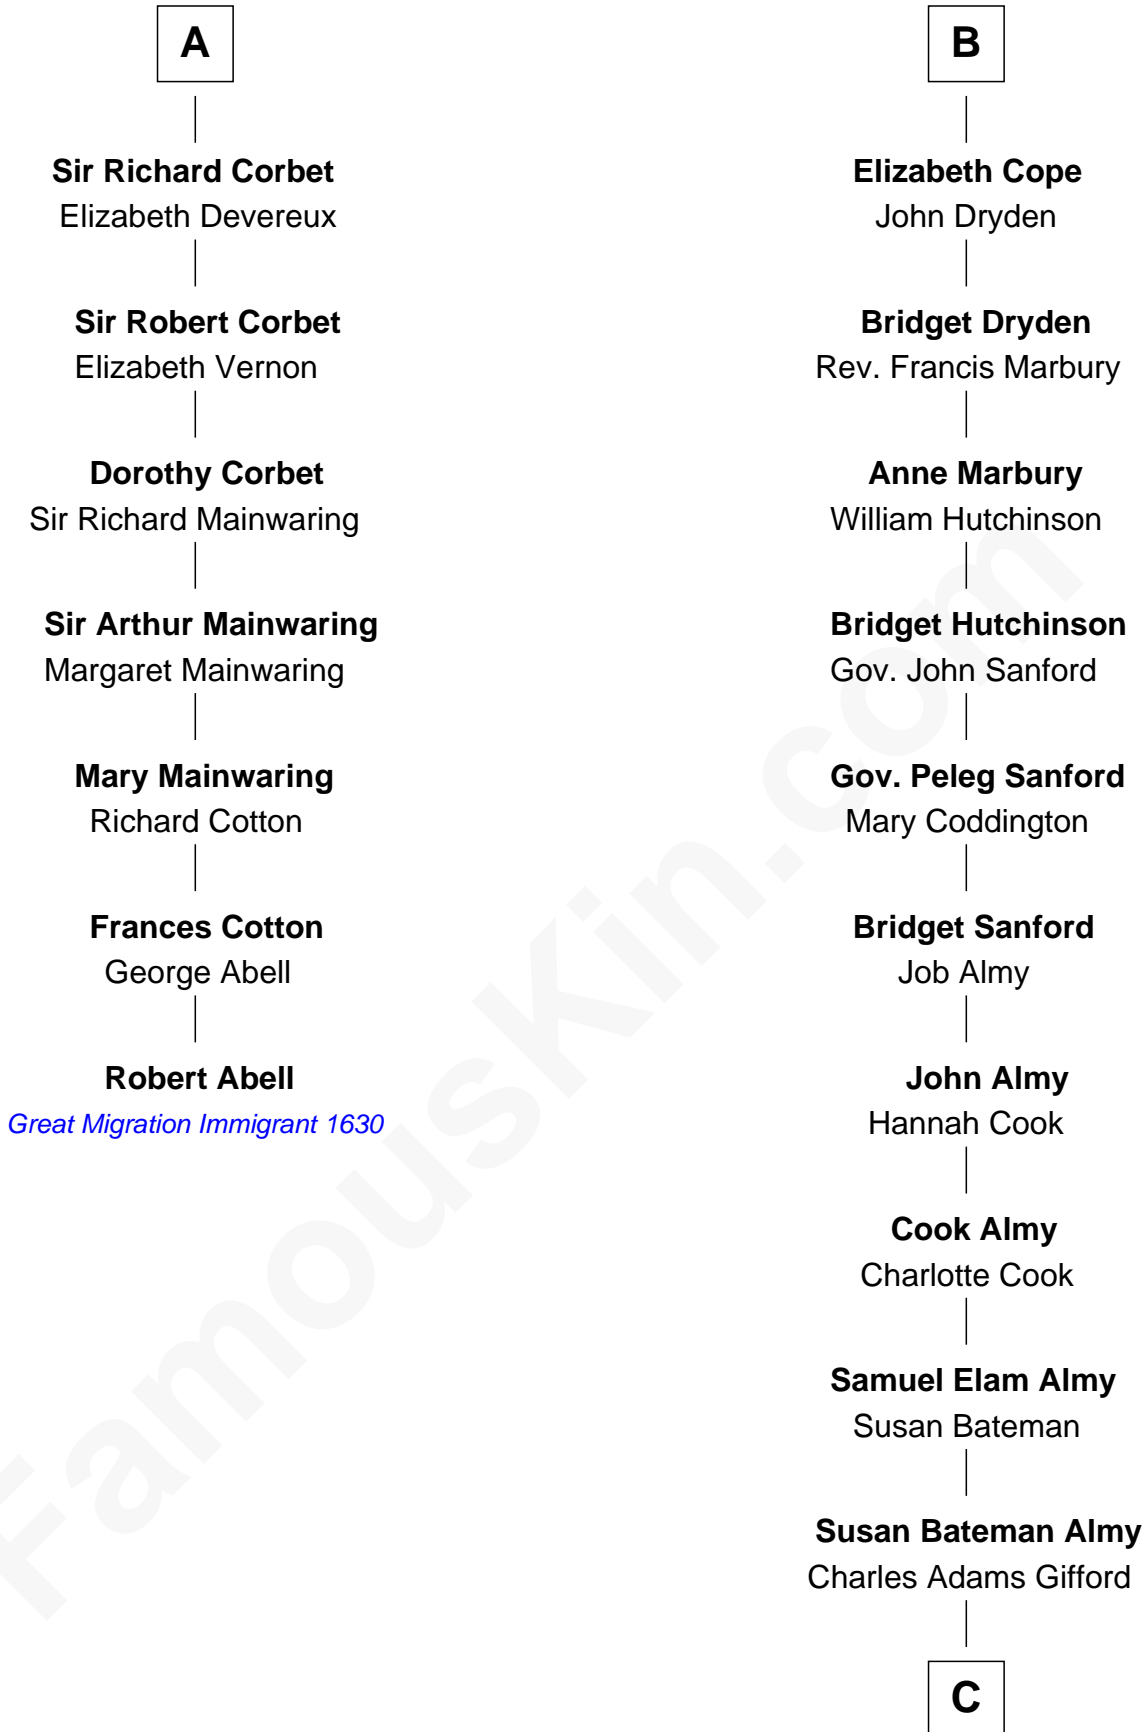 A
Sir Richard Corbet
Elizabeth Devereux
Sir Robert Corbet
Elizabeth Vernon
Dorothy Corbet
Sir Richard Mainwaring
Sir Arthur Mainwaring
Margaret Mainwaring
Mary Mainwaring
Richard Cotton
Frances Cotton
George Abell
Robert Abell
Great Migration Immigrant 1630
B
Elizabeth Cope
John Dryden
Bridget Dryden
Rev. Francis Marbury
Anne Marbury
William Hutchinson
Bridget Hutchinson
Gov. John Sanford
Gov. Peleg Sanford
Mary Coddington
Bridget Sanford
Job Almy
John Almy
Hannah Cook
Cook Almy
Charlotte Cook
Samuel Elam Almy
Susan Bateman
Susan Bateman Almy
Charles Adams Gifford
C
FamousKin.com